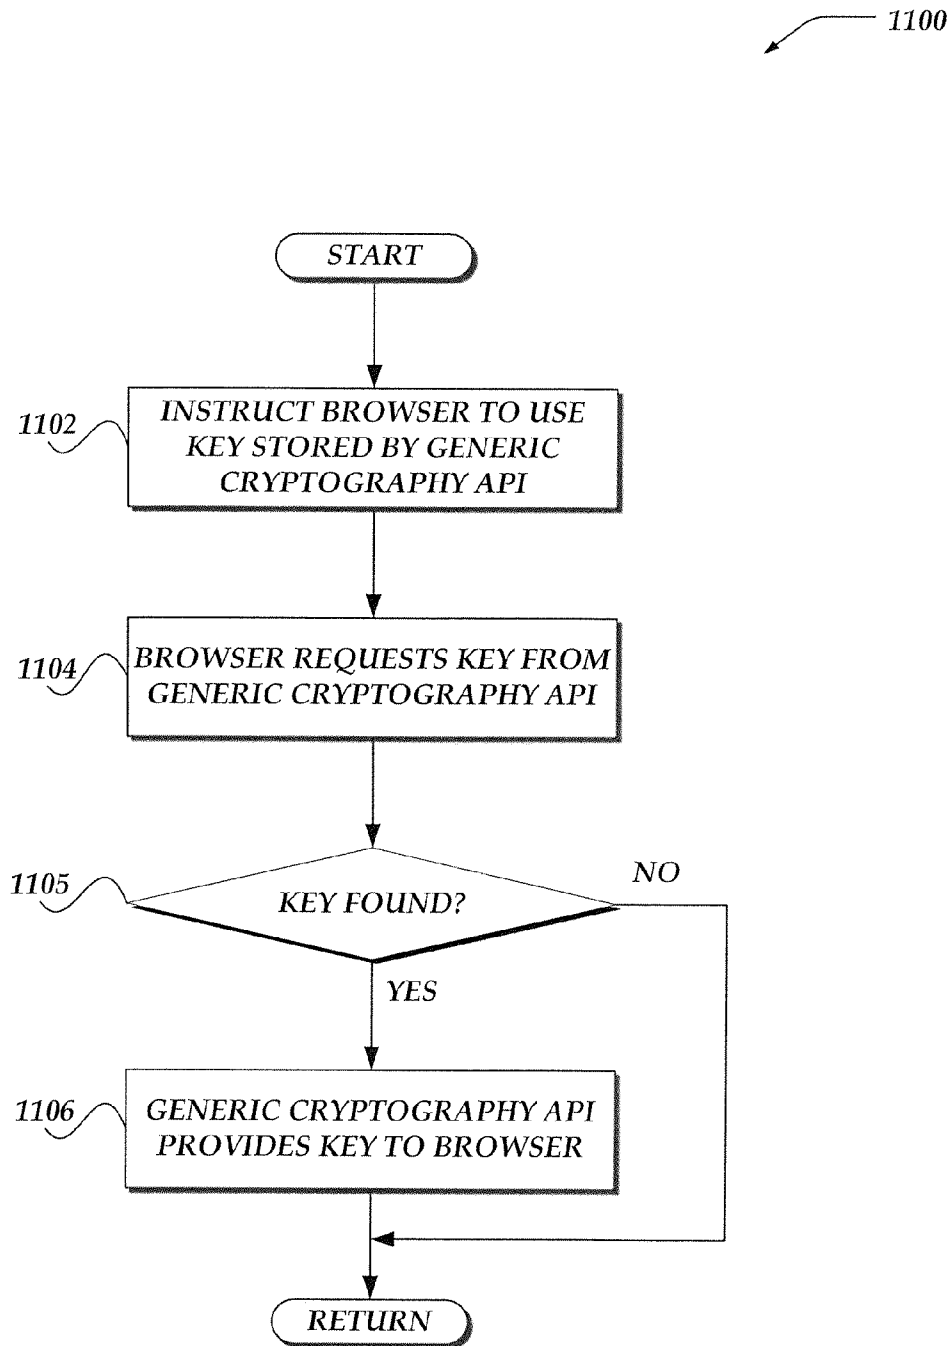 1100
START
1102
INSTRUCT BROWSER TO USE
KEY STORED BY GENERIC
CRYPTOGRAPHY API
1104
BROWSER REQUESTS KEY FROM
GENERIC CRYPTOGRAPHY API
1105
KEY FOUND?
NO
YES
1106
GENERIC CRYPTOGRAPHY API
PROVIDES KEY TO BROWSER
RETURN